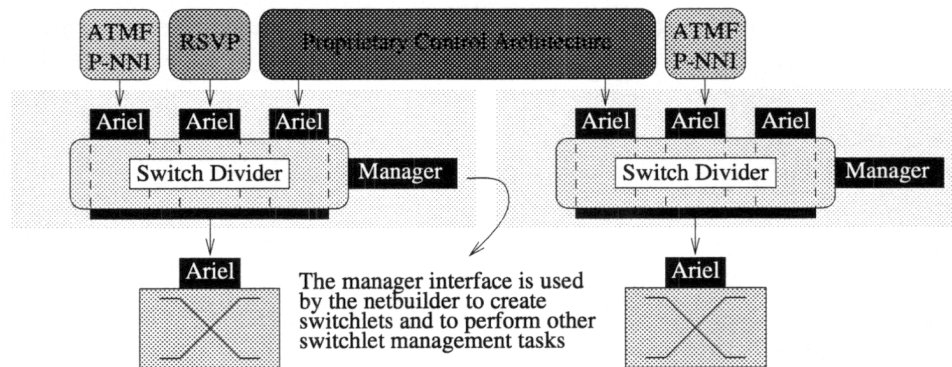 ATMF
P-NNI
RSVP
Proprietary Control Architecture
ATMF
P-NNI
Ariel
Ariel
Ariel
Ariel
Ariel
Ariel
Switch Divider
Manager
Switch Divider
Manager
Ariel
Ariel
The manager interface is used
by the netbuilder to create
switchlets and to perform other
switchlet management tasks